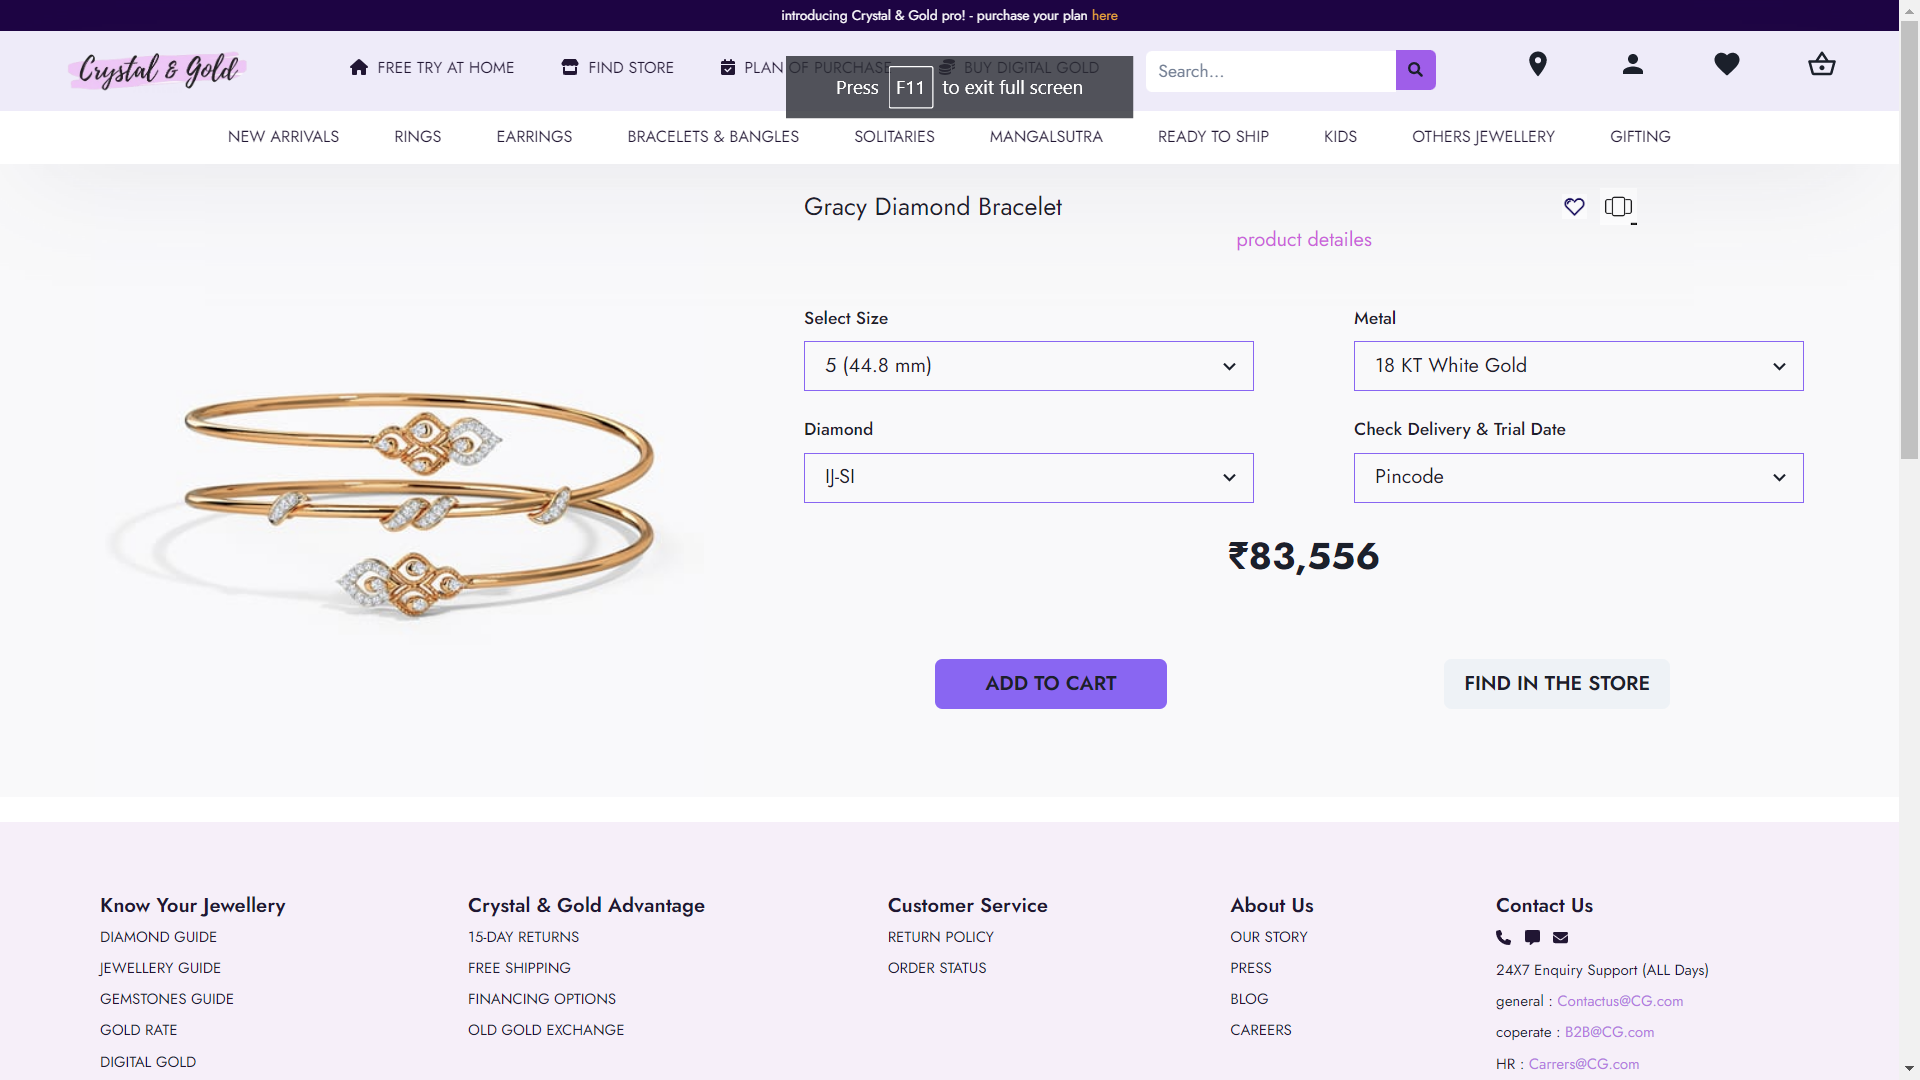 introducing Crystal & Gold pro! - purchase your plan here
Crystal & Gold
FREE TRY AT HOME
FIND STORE
PLAN OF PURCHASE
BUY DIGITAL GOLD
Search...
Press F11 to exit full screen
NEW ARRIVALS
RINGS
EARRINGS
BRACELETS & BANGLES
SOLITARIES
MANGALSUTRA
READY TO SHIP
KIDS
OTHERS JEWELLERY
GIFTING
Gracy Diamond Bracelet
product detailes
Select Size
Metal
5 (44.8 mm)
18 KT White Gold
Diamond
Check Delivery & Trial Date
IJ-SI
Pincode
₹83,556
ADD TO CART
FIND IN THE STORE
Know Your Jewellery
DIAMOND GUIDE
JEWELLERY GUIDE
GEMSTONES GUIDE
GOLD RATE
DIGITAL GOLD
Crystal & Gold Advantage
15-DAY RETURNS
FREE SHIPPING
FINANCING OPTIONS
OLD GOLD EXCHANGE
Customer Service
RETURN POLICY
ORDER STATUS
About Us
OUR STORY
PRESS
BLOG
CAREERS
Contact Us
24X7 Enquiry Support (ALL Days)
general : Contactus@CG.com
coperate : B2B@CG.com
HR : Carrers@CG.com